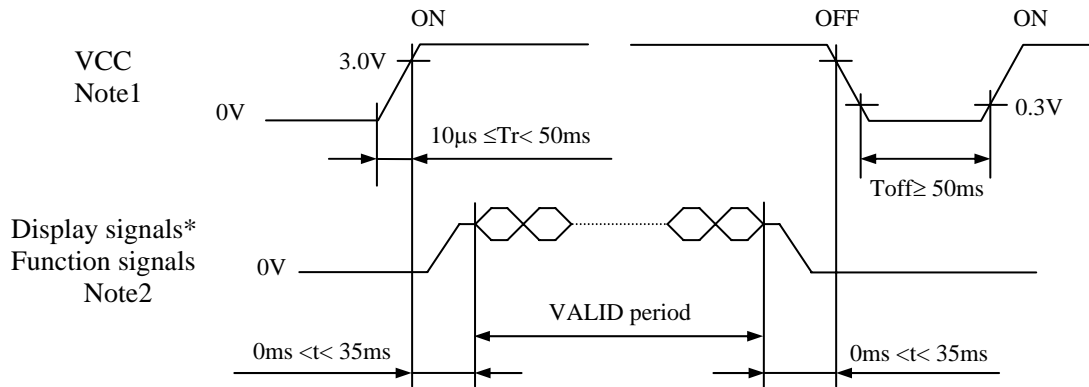 ON OFF ON
VCC
Note1
3.0V
0V
0.3V
10μs ≤Tr< 50ms
Toff≥ 50ms
Display signals*
Function signals
Note2
0V
VALID period
0ms <t< 35ms
0ms <t< 35ms